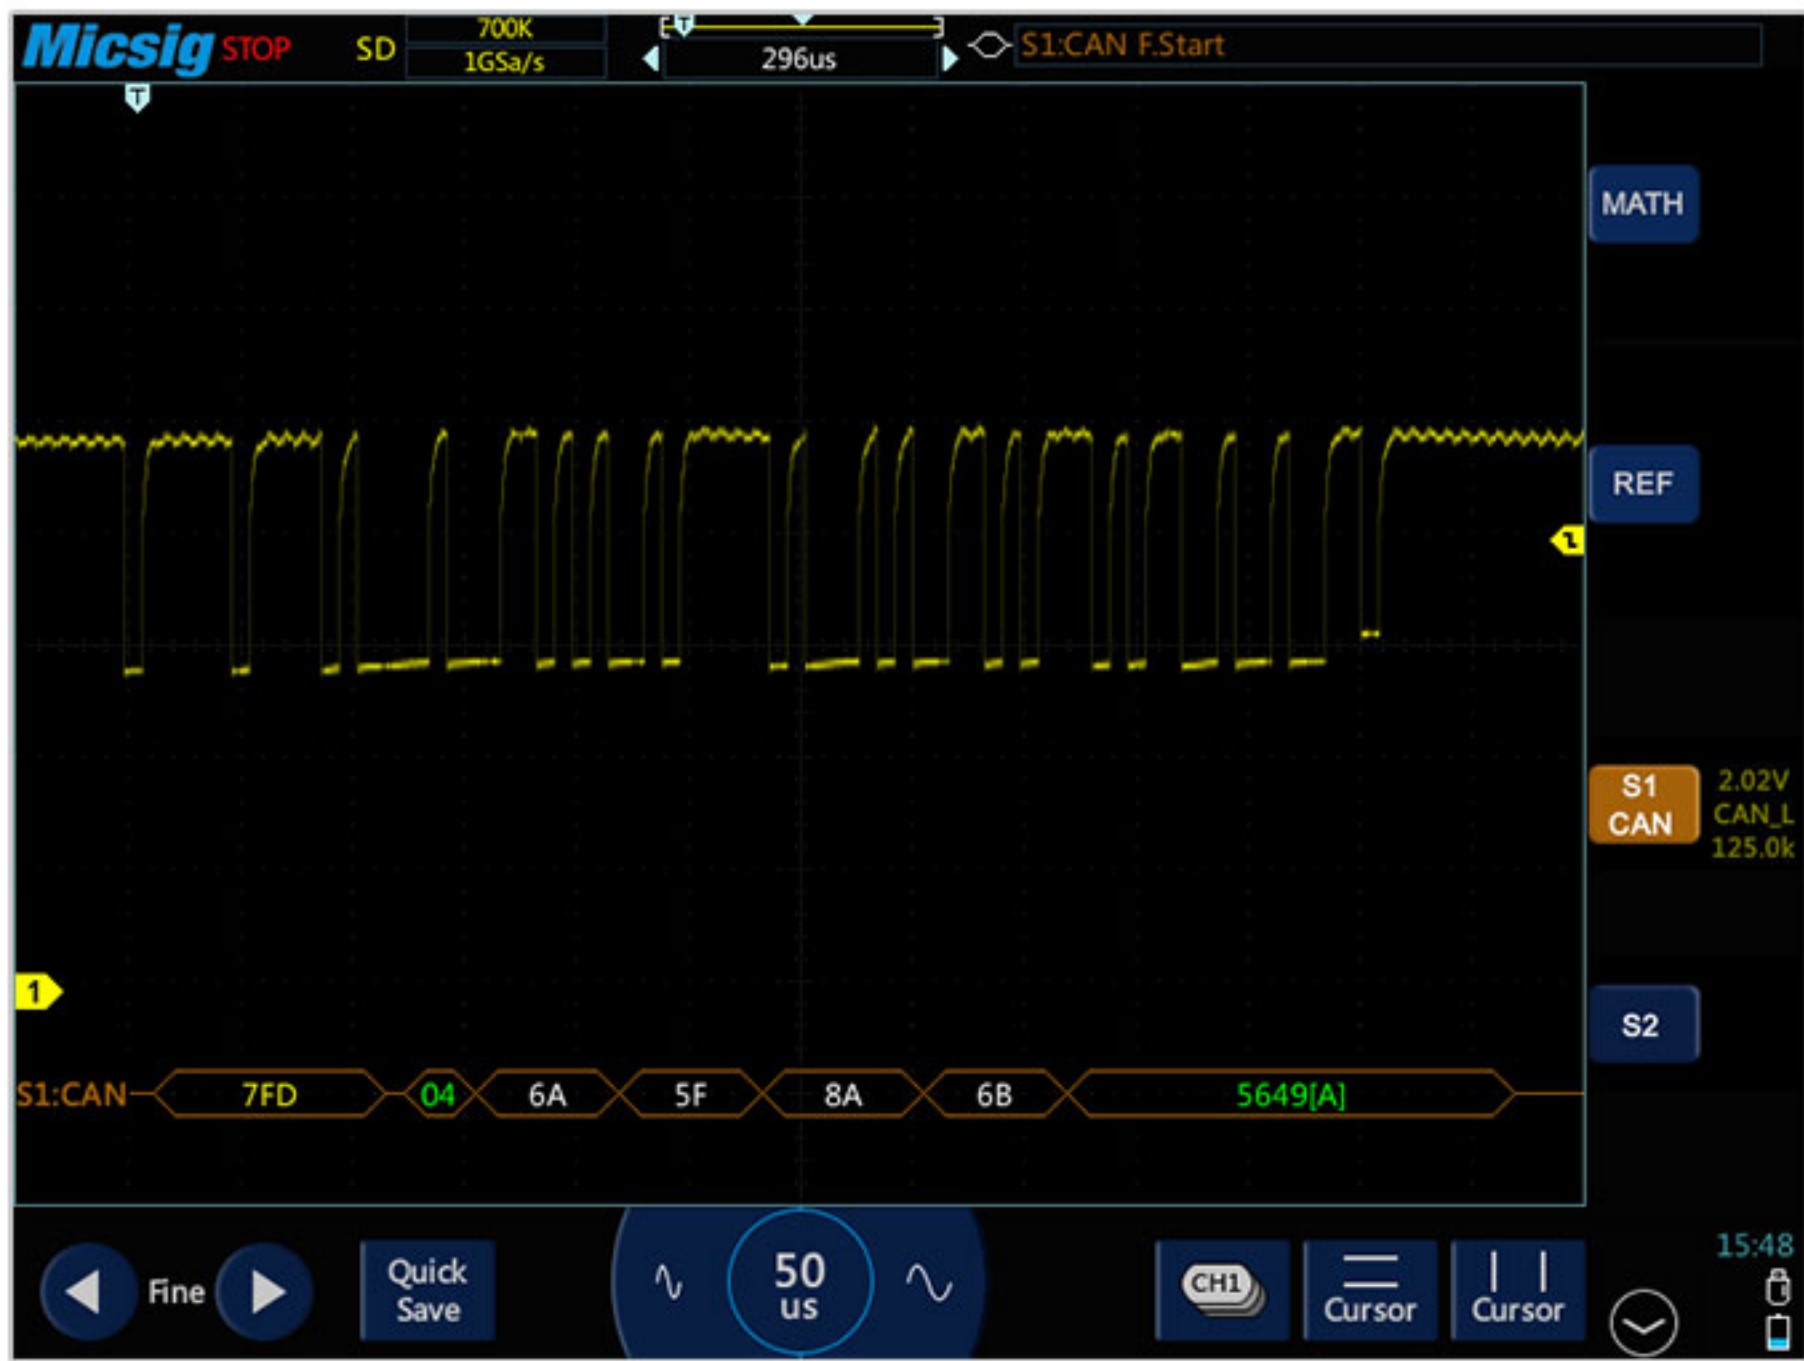 Micsig STOP SD 700K 1GSa/s T 296us S1:CAN F.Start
T
MATH
REF
S1 CAN
2.02V
CAN_L
125.0k
1
S2
S1:CAN 7FD 04 6A 5F 8A 6B 5649[A]
Fine
Quick Save
50 us
CH1
Cursor
Cursor
15:48